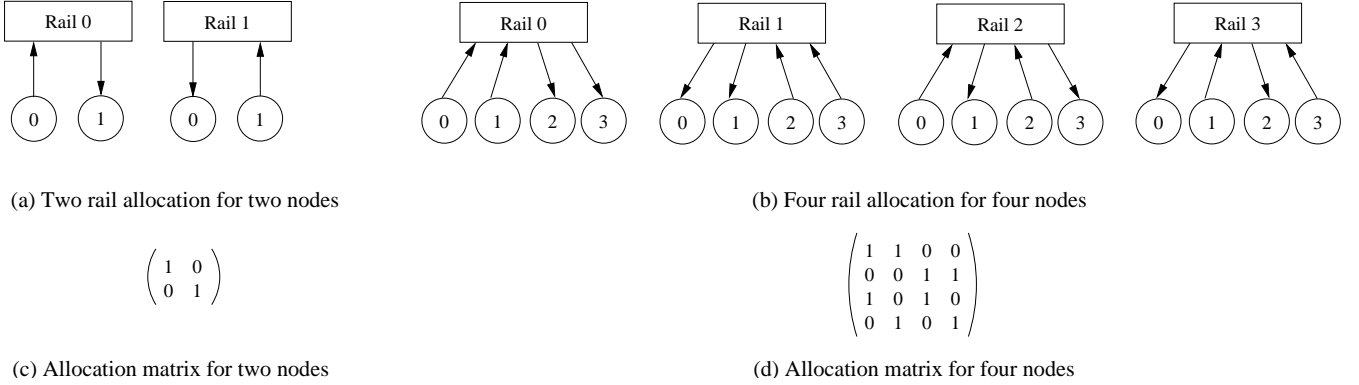 Rail 0
Rail 1
Rail 0
Rail 1
Rail 2
Rail 3
0 1
0 1
0 1 2 3
0 1 2 3
0 1 2 3
0 1 2 3
(a) Two rail allocation for two nodes
(b) Four rail allocation for four nodes
1 0
0 1
1 1 0 0
0 0 1 1
1 0 1 0
0 1 0 1
(c) Allocation matrix for two nodes
(d) Allocation matrix for four nodes